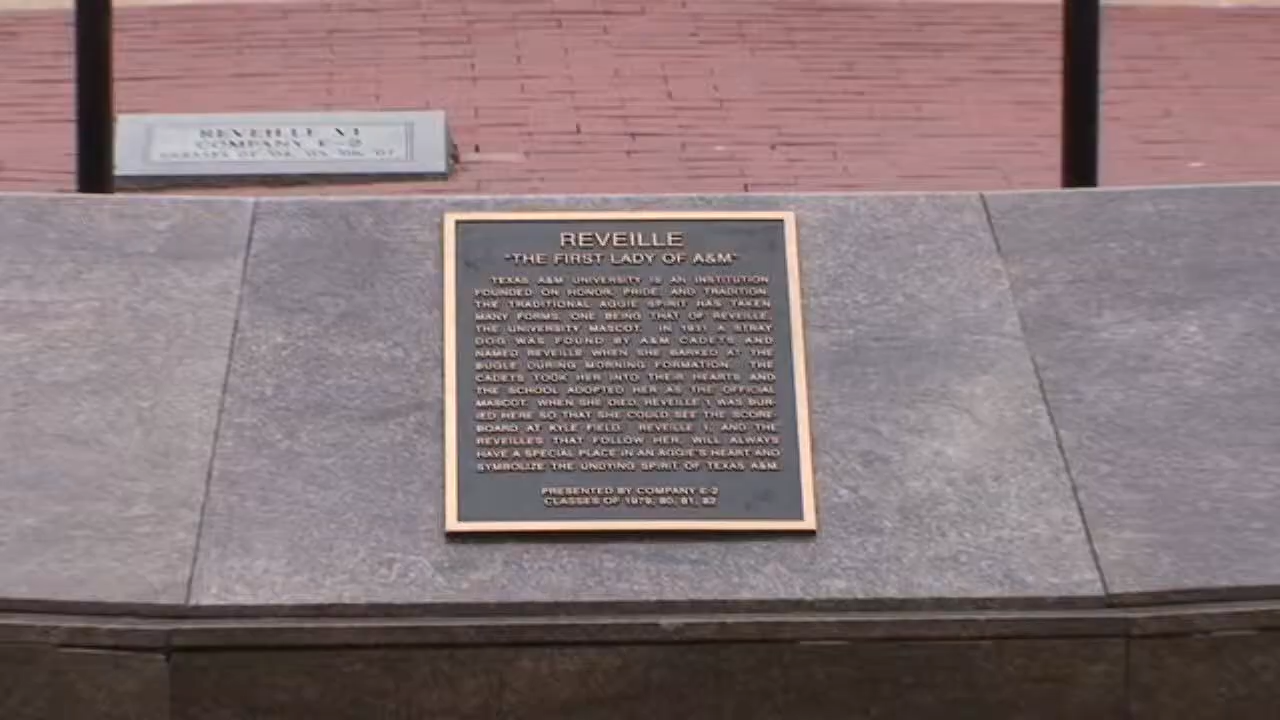 REVEILLE VI
COMPANY E-2
CLASSES OF '04, '05, '06, '07
REVEILLE
"THE FIRST LADY OF A&M"
TEXAS A&M UNIVERSITY IS AN INSTITUTION
FOUNDED ON HONOR, PRIDE, AND TRADITION.
THE TRADITIONAL AGGIE SPIRIT HAS TAKEN
MANY FORMS, ONE BEING THAT OF REVEILLE,
THE UNIVERSITY MASCOT. IN 1931 A STRAY
DOG WAS FOUND BY A&M CADETS AND
NAMED REVEILLE WHEN SHE BARKED AT THE
BUGLE DURING MORNING FORMATION. THE
CADETS TOOK HER INTO THEIR HEARTS AND
THE SCHOOL ADOPTED HER AS THE OFFICIAL
MASCOT. WHEN SHE DIED, REVEILLE I WAS BUR-
IED HERE SO THAT SHE COULD SEE THE SCORE-
BOARD AT KYLE FIELD. REVEILLE I, AND THE
REVEILLES THAT FOLLOW HER, WILL ALWAYS
HAVE A SPECIAL PLACE IN AN AGGIE'S HEART AND
SYMBOLIZE THE UNDYING SPIRIT OF TEXAS A&M.
PRESENTED BY COMPANY E-2
CLASSES OF 1979, 80, 81, 82